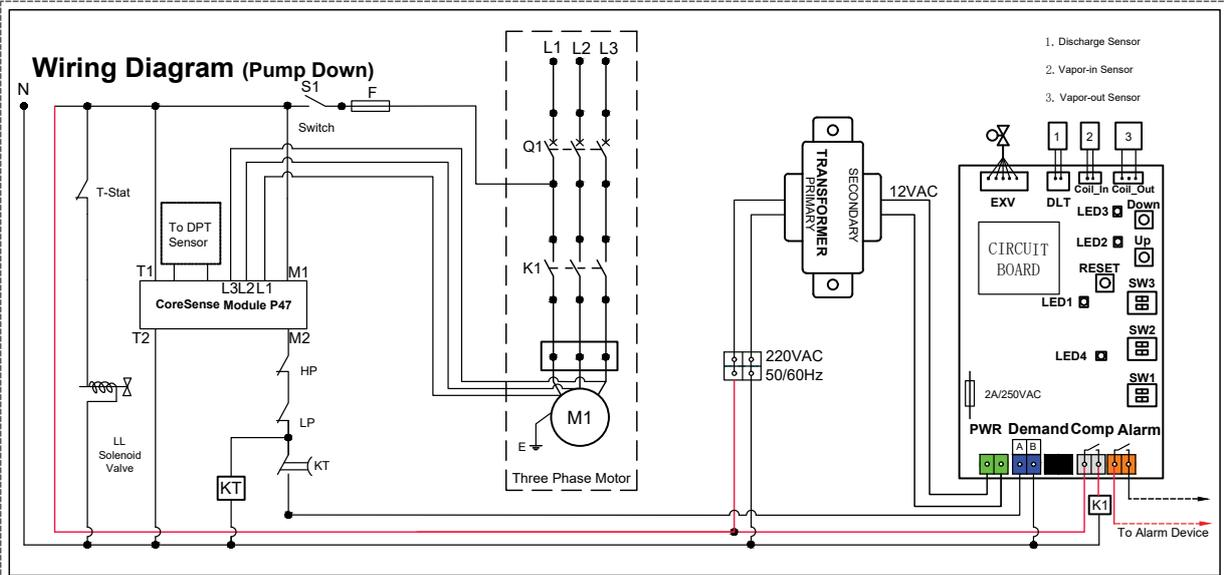 Wiring Diagram (Pump Down)
N
S1
Switch
F
T-Stat
To DPT
Sensor
T1
L3L2 L1
M1
CoreSense Module P47
T2
M2
HP
LP
KT
KT
LL
Solenoid
Valve
L1 L2 L3
Q1
K1
M1
E
Three Phase Motor
TRANSFORMER
PRIMARY
SECONDARY
12VAC
220VAC
50/60Hz
1. Discharge Sensor
2. Vapor-in Sensor
3. Vapor-out Sensor
1
2
3
EXV
DLT
Coil_In
Coil_Out
LED3
Down
LED2
Up
CIRCUIT
BOARD
RESET
LED1
SW3
SW2
LED4
SW1
2A/250VAC
PWR Demand Comp Alarm
A B
K1
To Alarm Device